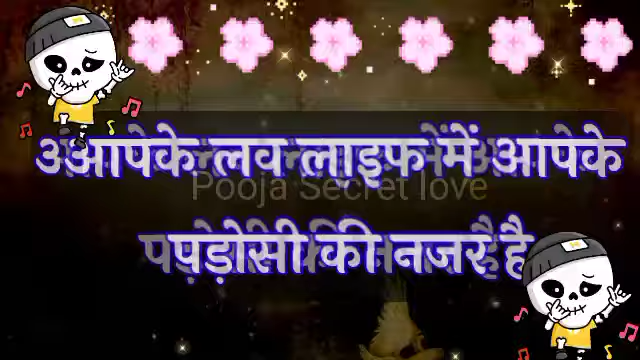 आपके लव लाइफ में आपके
Pooja Secret love
पड़ोसी की नजर है